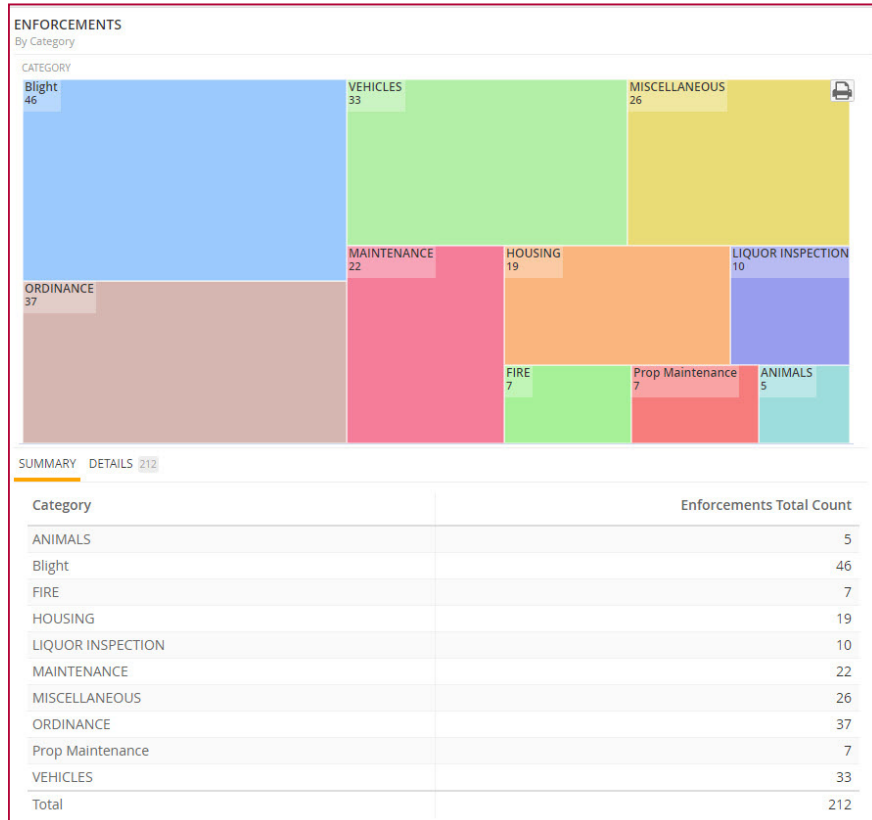 ENFORCEMENTS
By Category
CATEGORY
Blight
46
VEHICLES
33
MISCELLANEOUS
26
ORDINANCE
37
MAINTENANCE
22
HOUSING
19
LIQUOR INSPECTION
10
FIRE
7
Prop Maintenance
7
ANIMALS
5
SUMMARY DETAILS 212
Category Enforcements Total Count
ANIMALS 5
Blight 46
FIRE 7
HOUSING 19
LIQUOR INSPECTION 10
MAINTENANCE 22
MISCELLANEOUS 26
ORDINANCE 37
Prop Maintenance 7
VEHICLES 33
Total 212